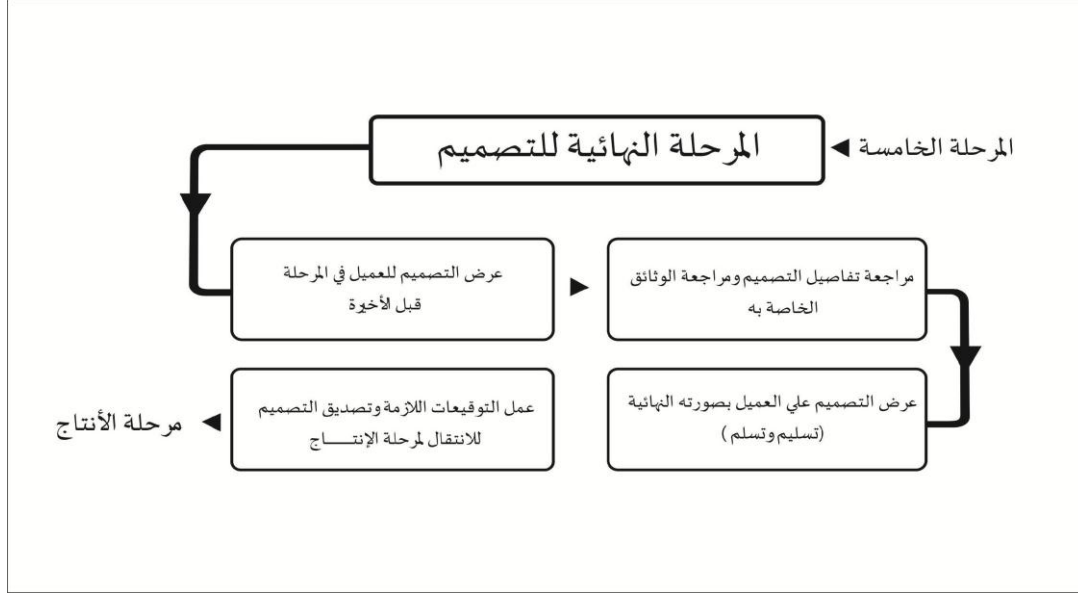 المرحلة الخامسة
المرحلة النهائية للتصميم
عرض التصميم للعميل في المرحلة
قبل الأخيرة
مراجعة تفاصيل التصميم ومراجعة الوثائق
الخاصة به
عرض التصميم علي العميل بصورته النهائية
(تسليم وتسلم )
عمل التوقيعات اللازمة وتصديق التصميم
للانتقال لمرحلة الإنتـــــاج
مرحلة الأنتاج